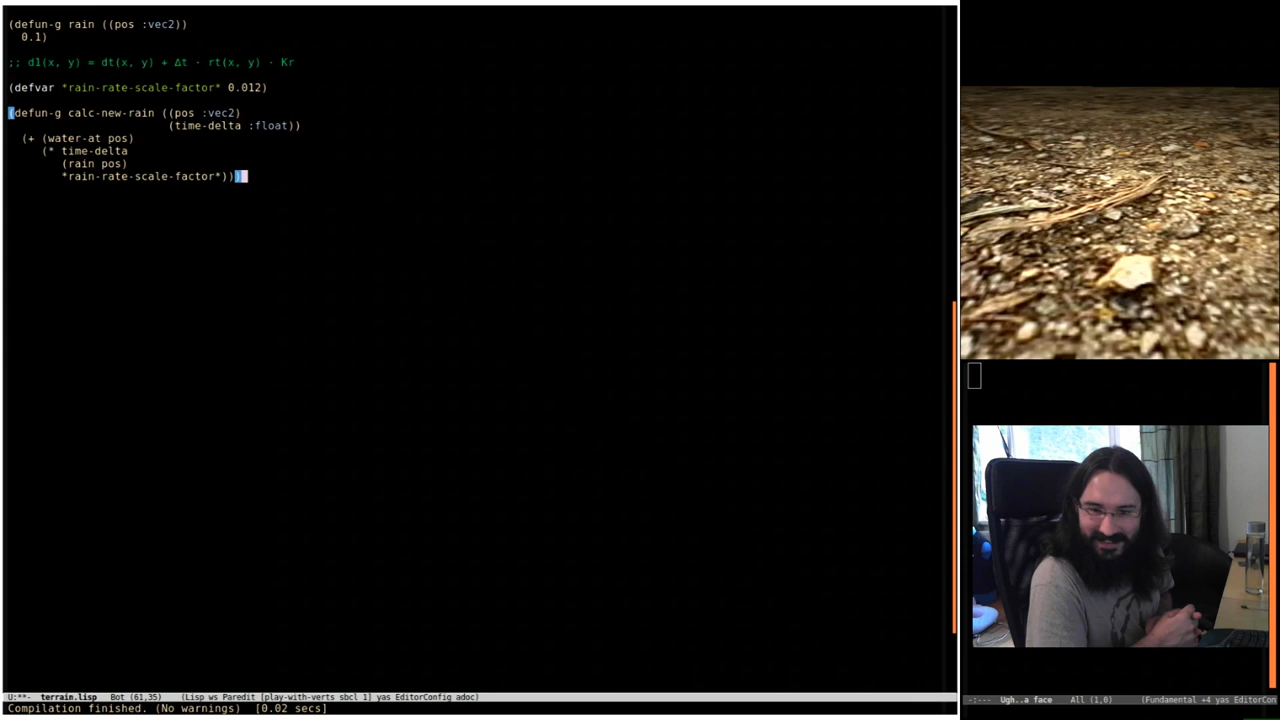 (defun-g rain ((pos :vec2))
0.1)
;; d1(x, y) = dt(x, y) + Δt · rt(x, y) · Kr
(defvar *rain-rate-scale-factor* 0.012)
(defun-g calc-new-rain ((pos :vec2)
(time-delta :float))
(+ (water-at pos)
(* time-delta
(rain pos)
*rain-rate-scale-factor*)))
U:**-  terrain.lisp   Bot (61,35)    (Lisp ws Paredit [play-with-verts sbcl 1] yas EditorConfig adoc)
Compilation finished. (No warnings)  [0.02 secs]
-:---  Ugh..a face   All (1,0)     (Fundamental +4 yas EditorCon